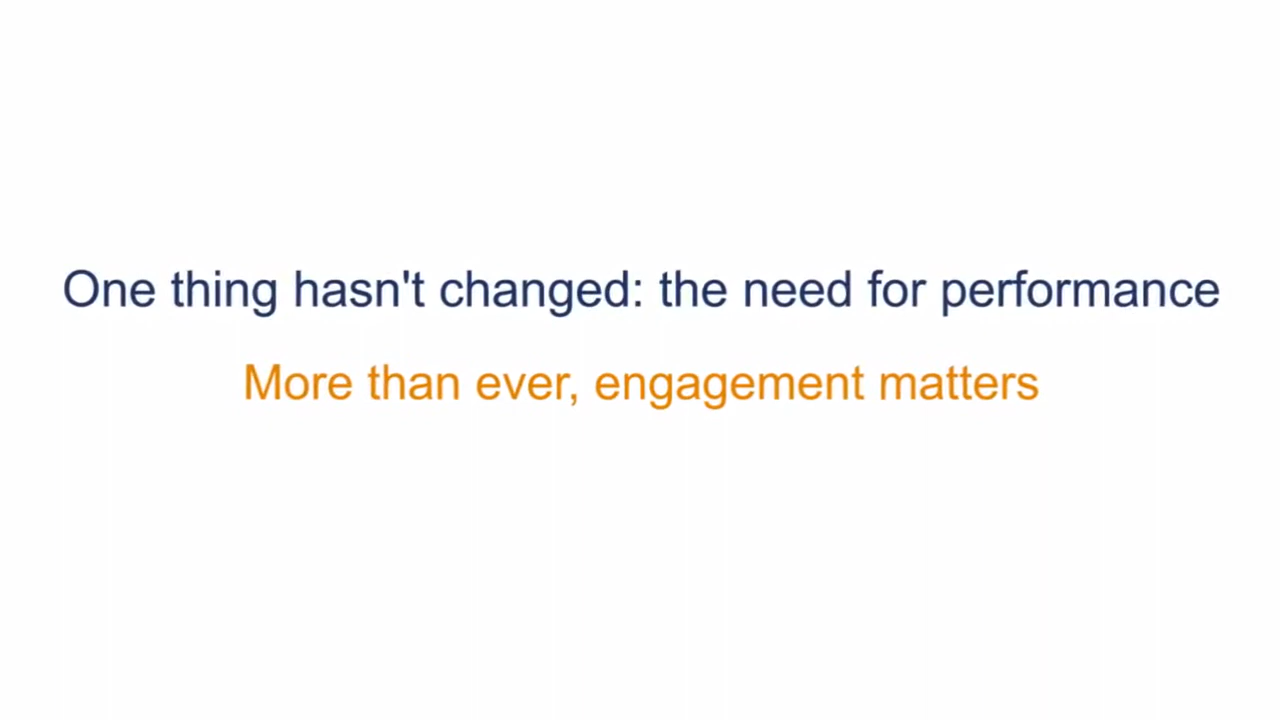 One thing hasn't changed: the need for performance
More than ever, engagement matters